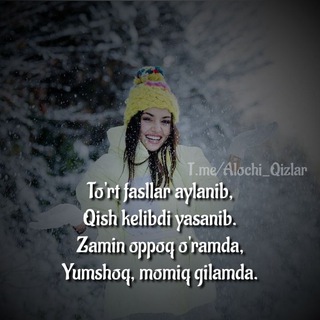 T.me/Alochi_Qizlar
To'rt fasllar aylanib,
Qish kelibdi yasanib.
Zamin oppoq o'ramda,
Yumshoq, momiq gilamda.